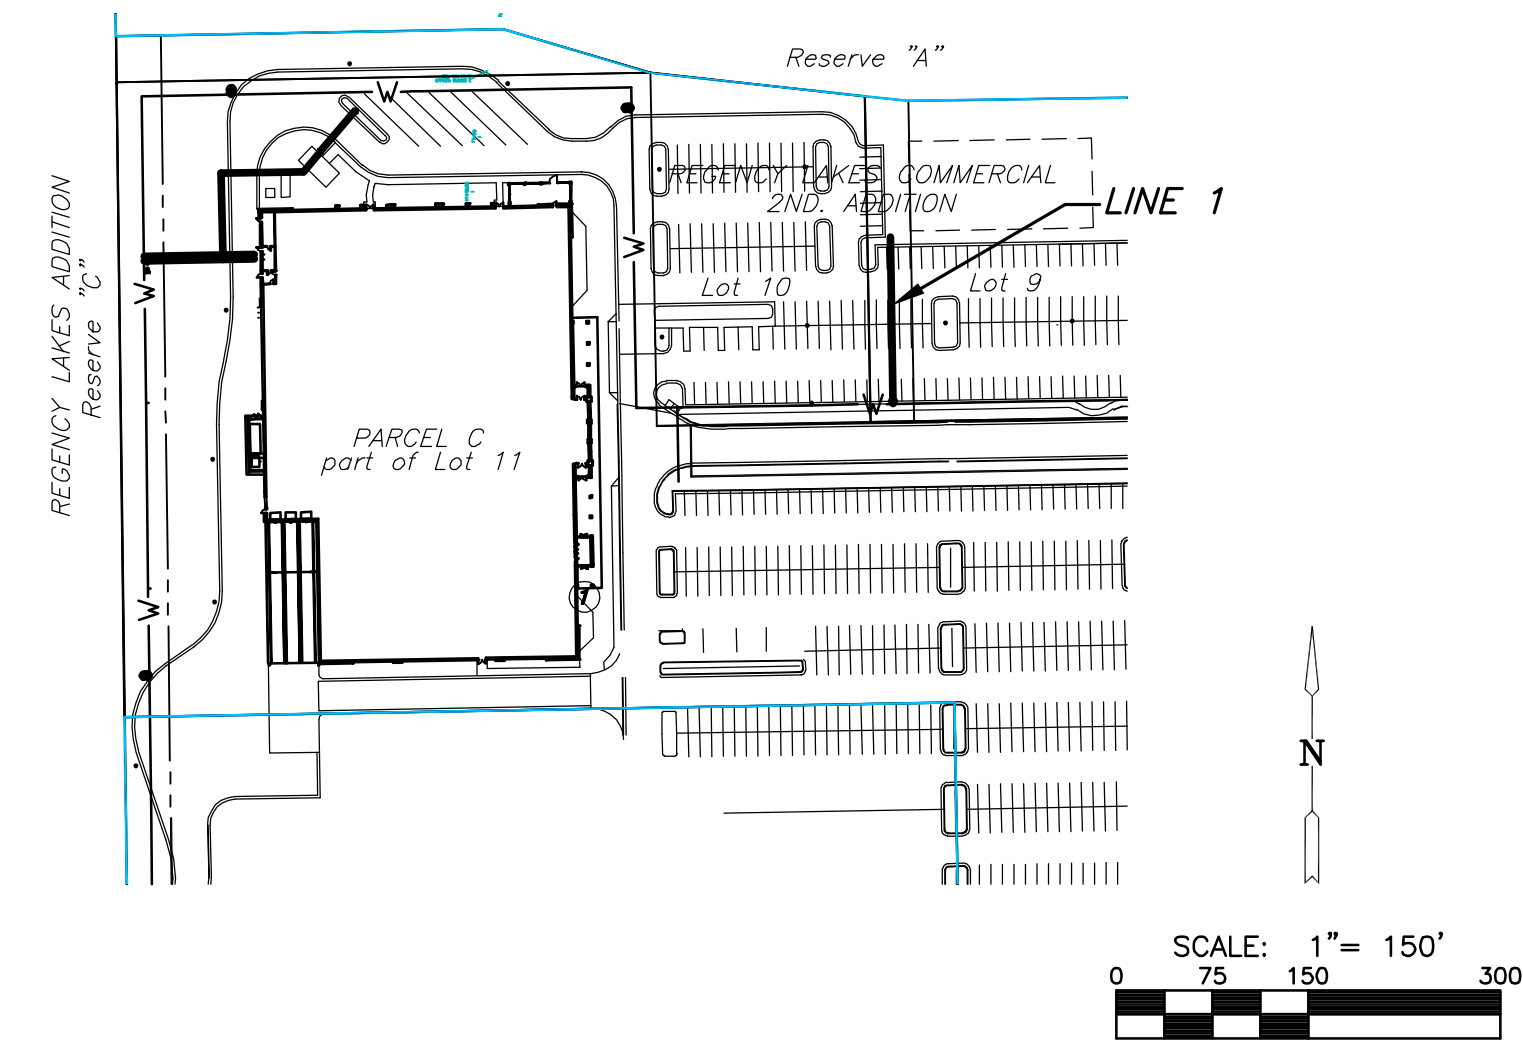 Reserve "A"
W
REGENCY LAKES COMMERCIAL
2ND. ADDITION
LINE 1
REGENCY LAKES ADDITION
Reserve "C"
W
W
Lot 10
Lot 9
W
PARCEL C
part of Lot 11
W
1
N
SCALE: 1"= 150'
0 75 150 300